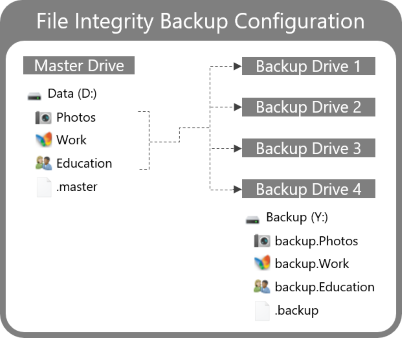 File Integrity Backup Configuration
Master Drive
Data (D:)
Photos
Work
Education
.master
Backup Drive 1
Backup Drive 2
Backup Drive 3
Backup Drive 4
Backup (Y:)
backup.Photos
backup.Work
backup.Education
.backup